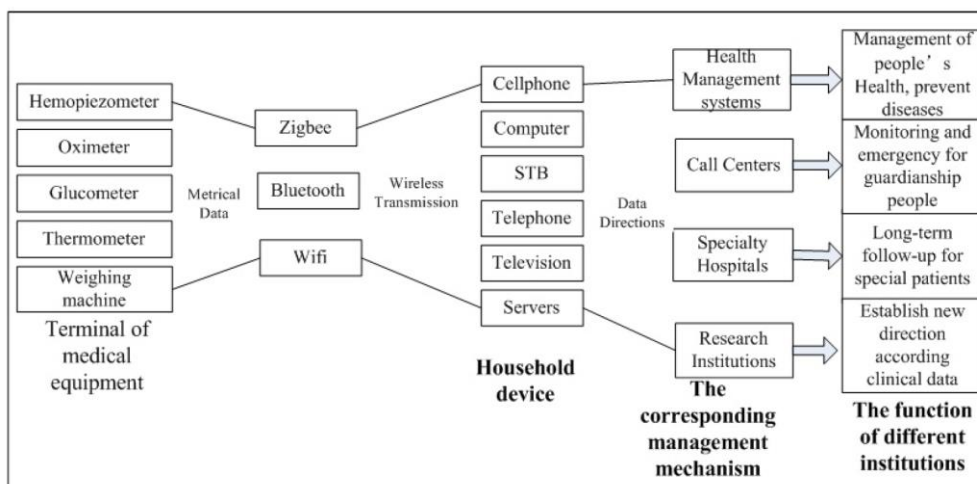 Hemopiezometer
Oximeter
Glucometer
Thermometer
Weighing
machine
Terminal of
medical
equipment
Metrical
Data
Zigbee
Bluetooth
Wifi
Wireless
Transmission
Cellphone
Computer
STB
Telephone
Television
Servers
Household
device
Data
Directions
Health
Management
systems
Call Centers
Specialty
Hospitals
Research
Institutions
The
corresponding
management
mechanism
Management of
people’s
Health, prevent
diseases
Monitoring and
emergency for
guardianship
people
Long-term
follow-up for
special patients
Establish new
direction
according
clinical data
The function
of different
institutions